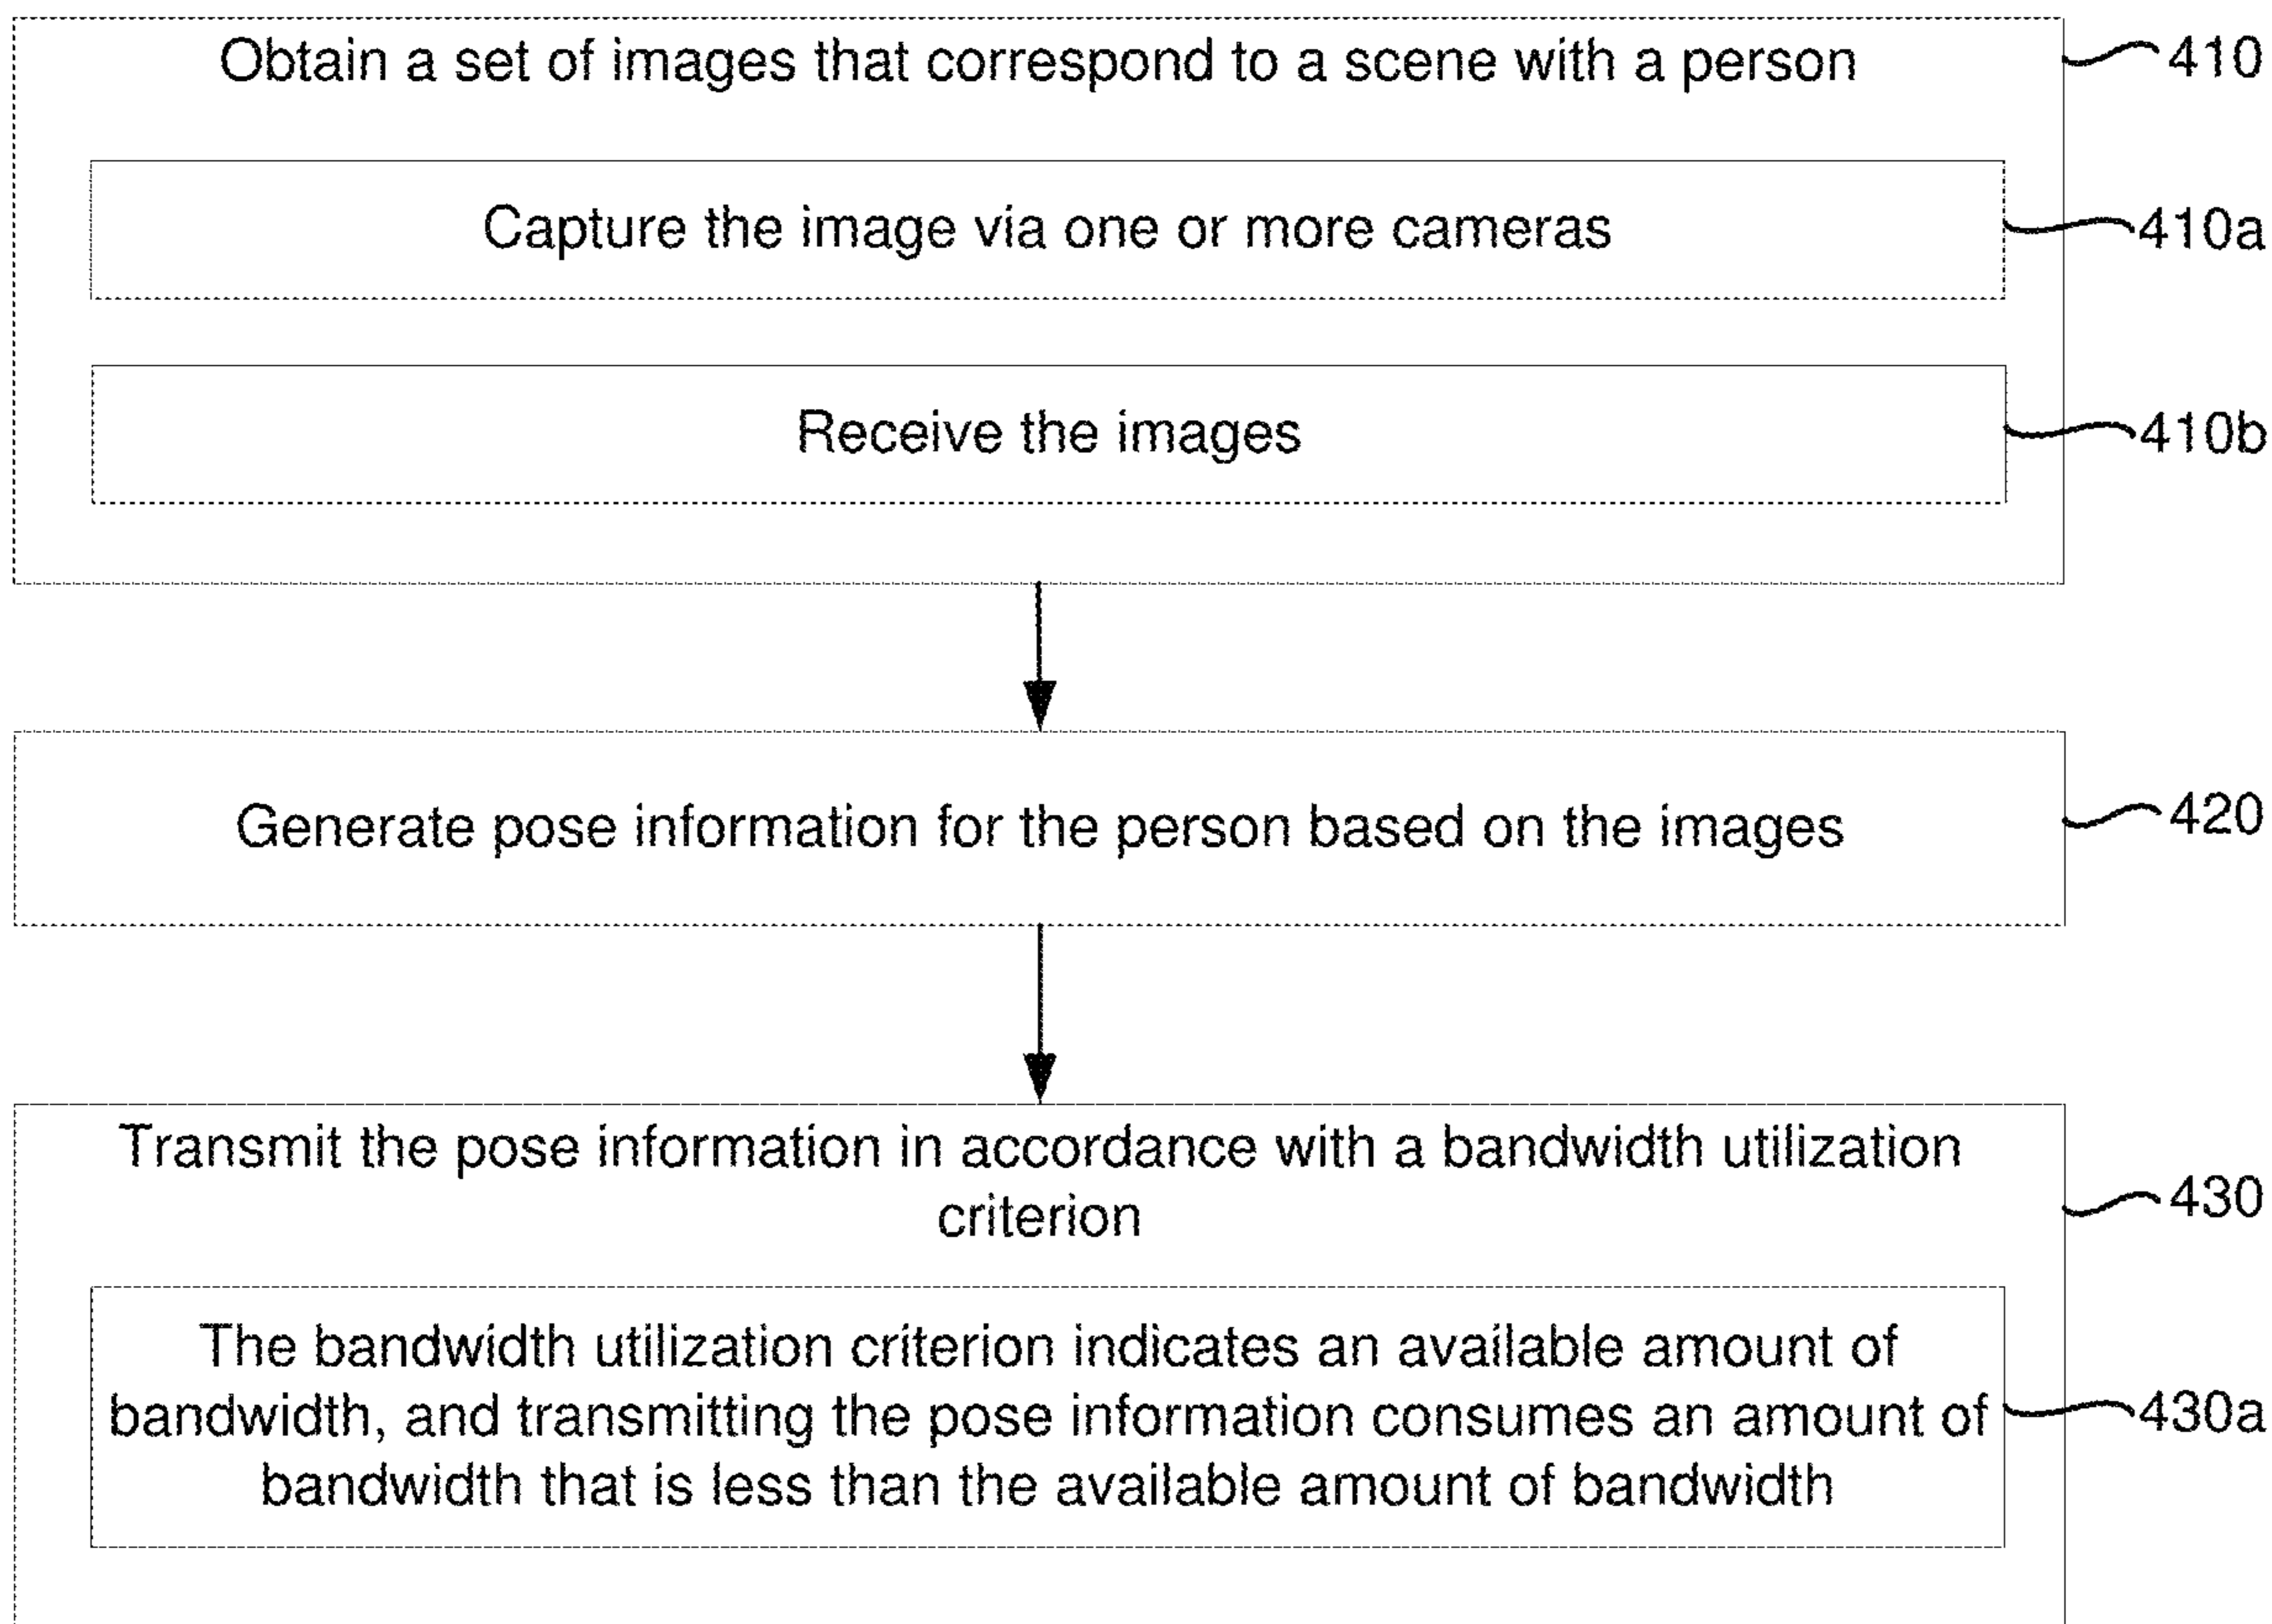 Obtain a set of images that correspond to a scene with a person
410
Capture the image via one or more cameras
410a
Receive the images
410b
Generate pose information for the person based on the images
420
Transmit the pose information in accordance with a bandwidth utilization
criterion
430
The bandwidth utilization criterion indicates an available amount of
bandwidth, and transmitting the pose information consumes an amount of
bandwidth that is less than the available amount of bandwidth
430a